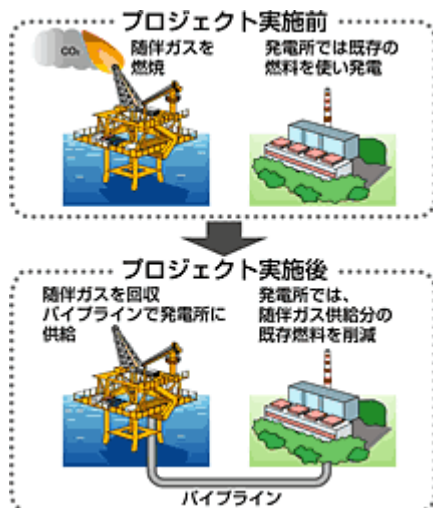 プロジェクト実施前
CO₂
随伴ガスを
燃焼
発電所では既存の
燃料を使い発電
プロジェクト実施後
随伴ガスを回収
パイプラインで発電所に
供給
発電所では、
随伴ガス供給分の
既存燃料を削減
パイプライン